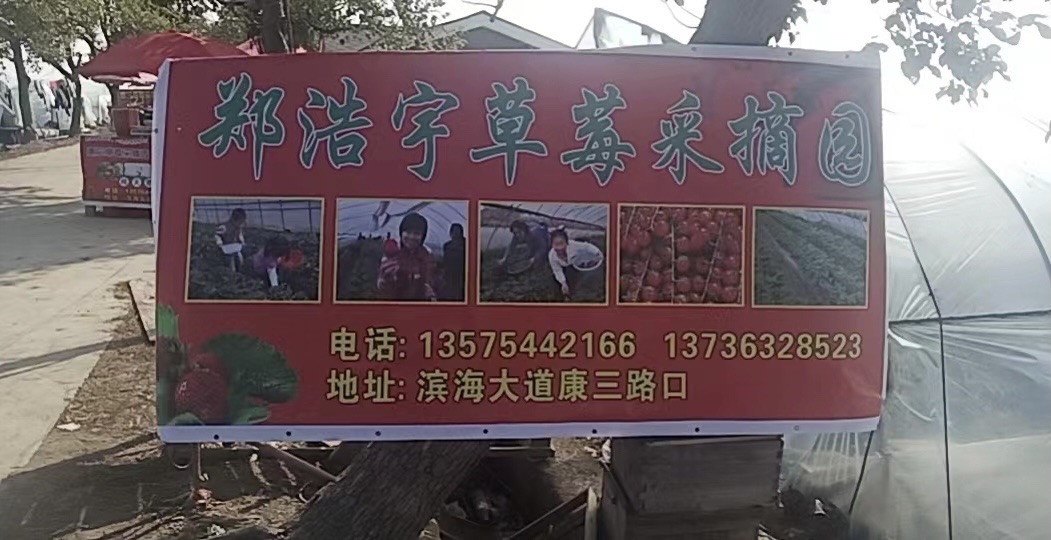 郑浩宇草莓采摘园
电话: 13575442166 13736328523
地址: 滨海大道康三路口